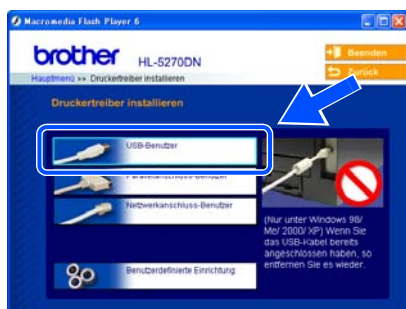 Macromedia Flash Player 6
brother HL-5270DN
Beenden
Zurück
Hauptmenü >> Druckertreiber installieren
Druckertreiber installieren
USB-Benutzer
Parallelanschluss-Benutzer
Netzwerkanschluss-Benutzer
(Nur unter Windows 98/
Me/ 2000/ XP) Wenn Sie
das USB-Kabel bereits
angeschlossen haben, so
entfernen Sie es wieder.
Benutzerdefinierte Einrichtung